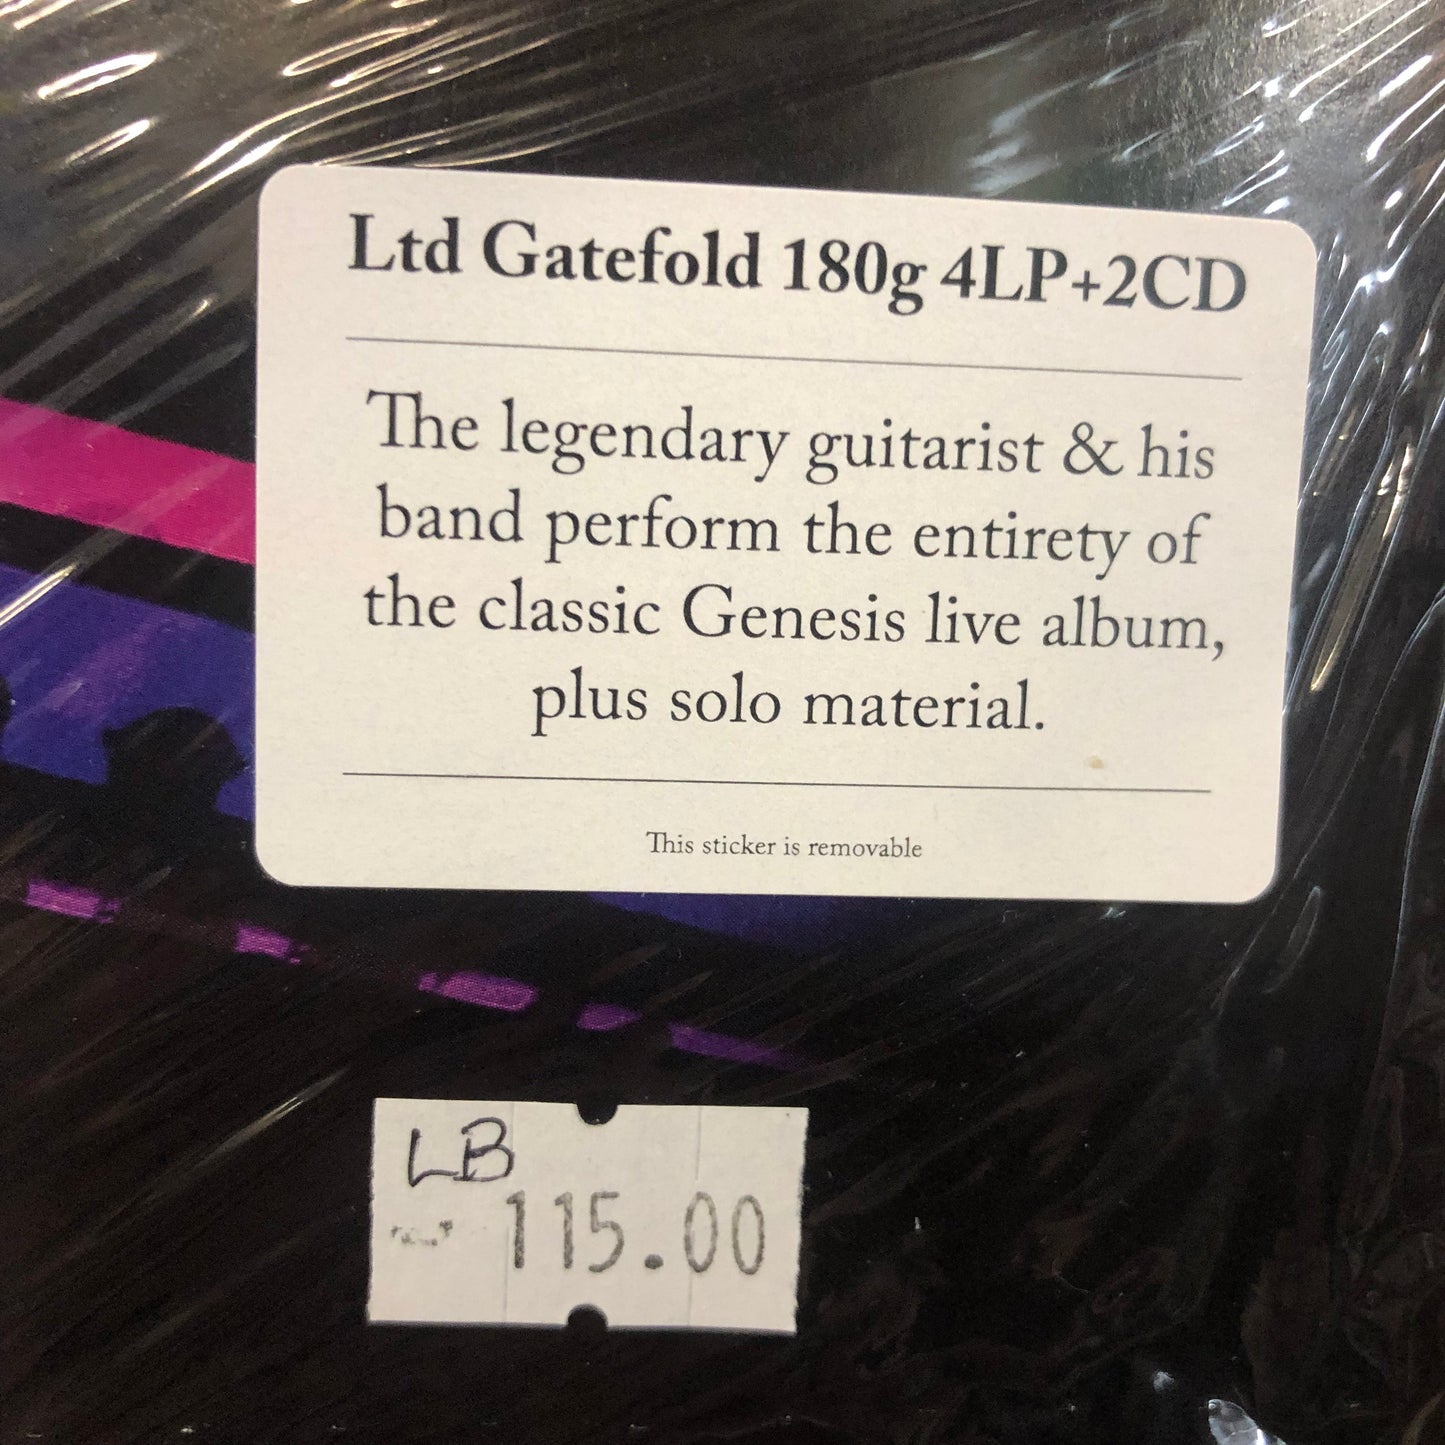 Ltd Gatefold 180g 4LP+2CD
The legendary guitarist & his
band perform the entirety of
the classic Genesis live album,
plus solo material.
This sticker is removable
LB
115.00